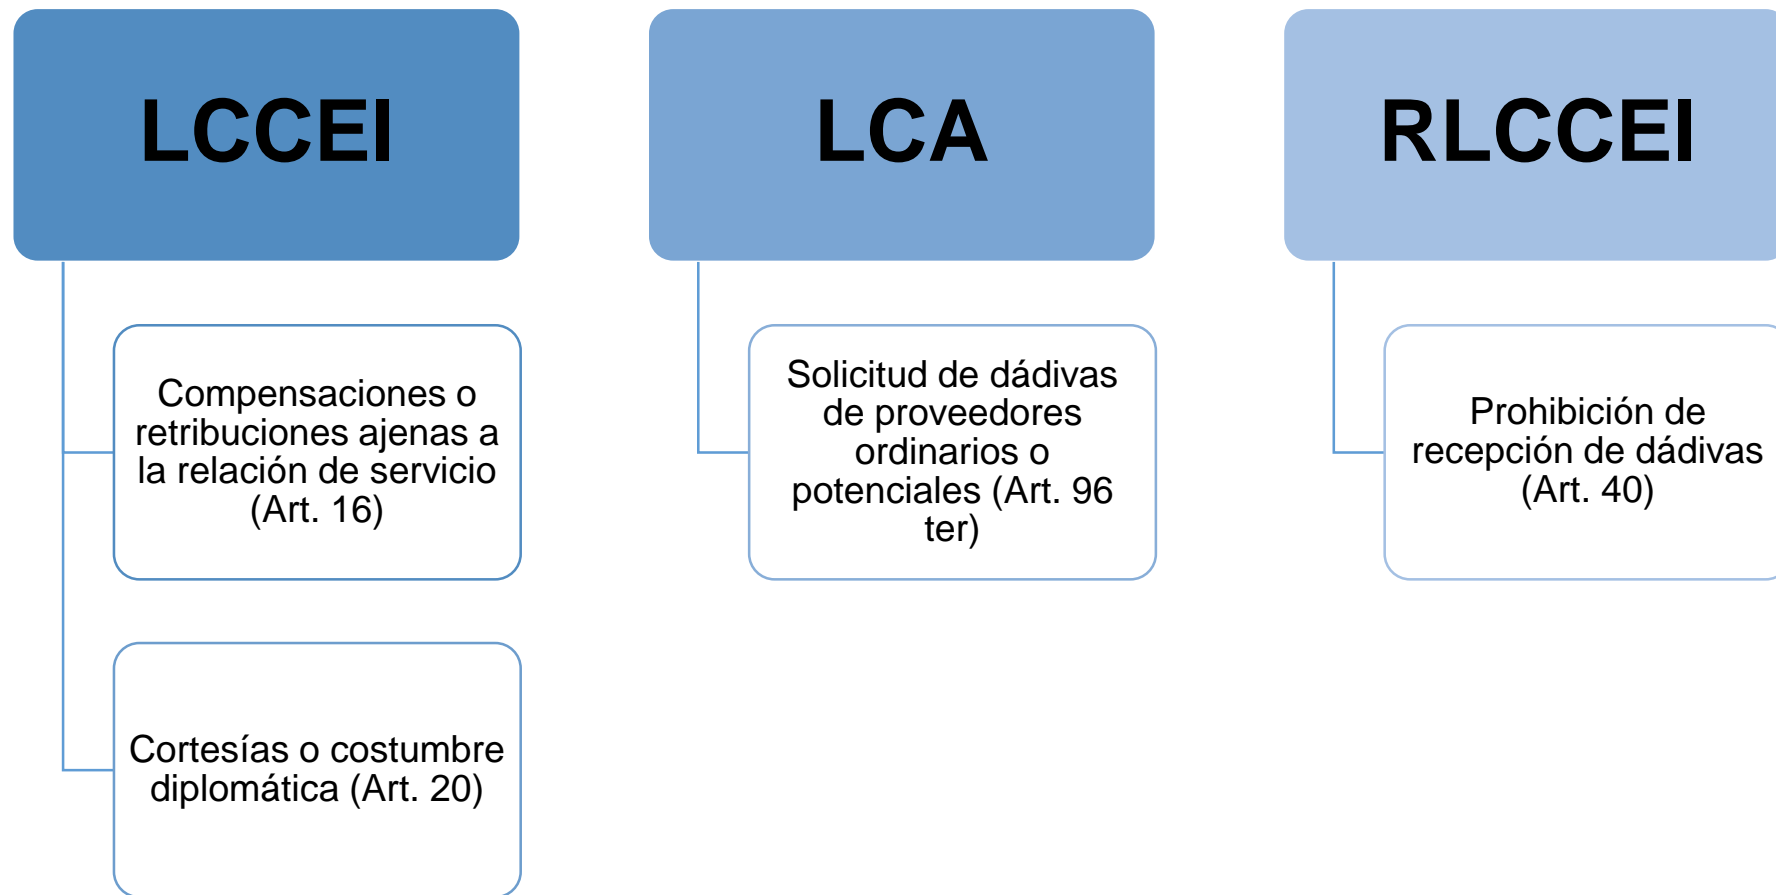 LCCEI
Compensaciones o
retribuciones ajenas a
la relación de servicio
(Art. 16)
Cortesías o costumbre
diplomática (Art. 20)
LCA
Solicitud de dádivas
de proveedores
ordinarios o
potenciales (Art. 96
ter)
RLCCEI
Prohibición de
recepción de dádivas
(Art. 40)